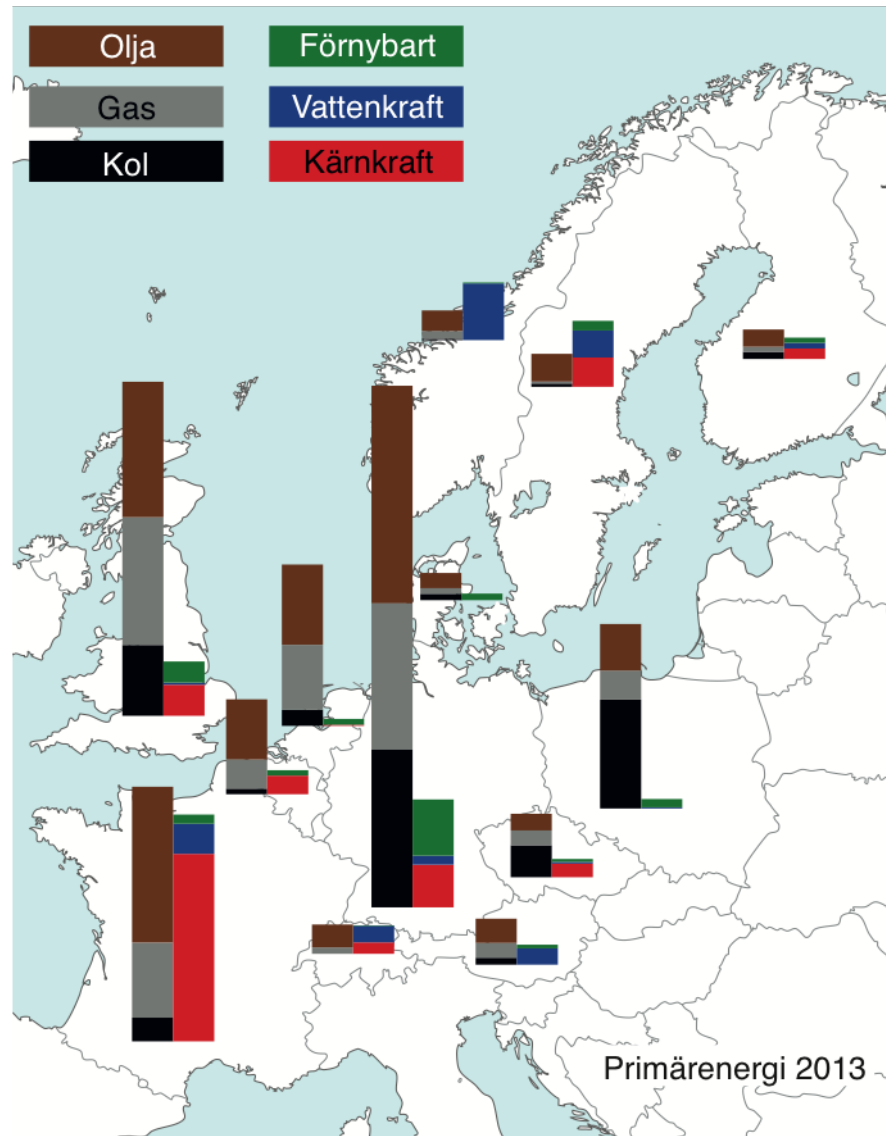 Olja
Förnybart
Gas
Vattenkraft
Kol
Kärnkraft
Primärenergi 2013